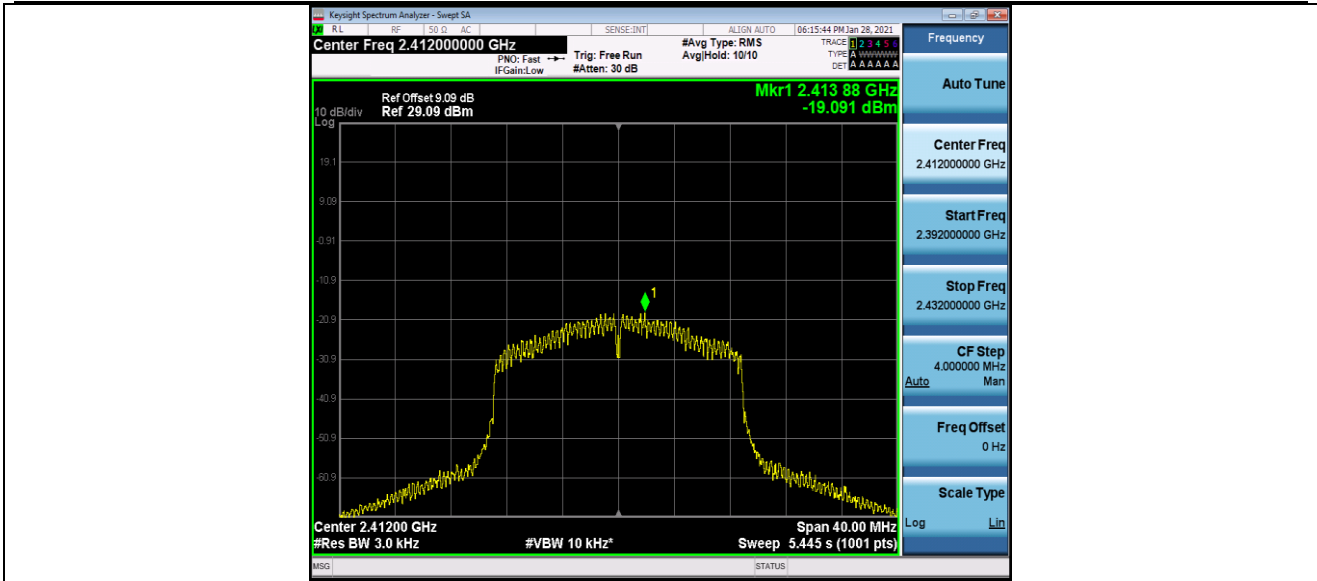 Keysight Spectrum Analyzer - Swept SA
RL RF 50 Ω AC SENSE:INT ALIGN AUTO 06:15:44 PM Jan 28, 2021
Center Freq 2.412000000 GHz
PNO: Fast
IFGain:Low
Trig: Free Run
#Atten: 30 dB
#Avg Type: RMS
Avg|Hold: 10/10
TRACE 1 2 3 4 5 6
TYPE A WWWWW
DET A A A A A A
Mkr1 2.413 88 GHz
-19.091 dBm
Ref Offset 9.09 dB
10 dB/div Ref 29.09 dBm
Log
19.1
9.09
-0.91
-10.9
-20.9
-30.9
-40.9
-50.9
-60.9
1
Center 2.41200 GHz Span 40.00 MHz
#Res BW 3.0 kHz #VBW 10 kHz* Sweep 5.445 s (1001 pts)
MSG STATUS
Frequency
Auto Tune
Center Freq
2.412000000 GHz
Start Freq
2.392000000 GHz
Stop Freq
2.432000000 GHz
CF Step
4.000000 MHz
Auto Man
Freq Offset
0 Hz
Scale Type
Log Lin